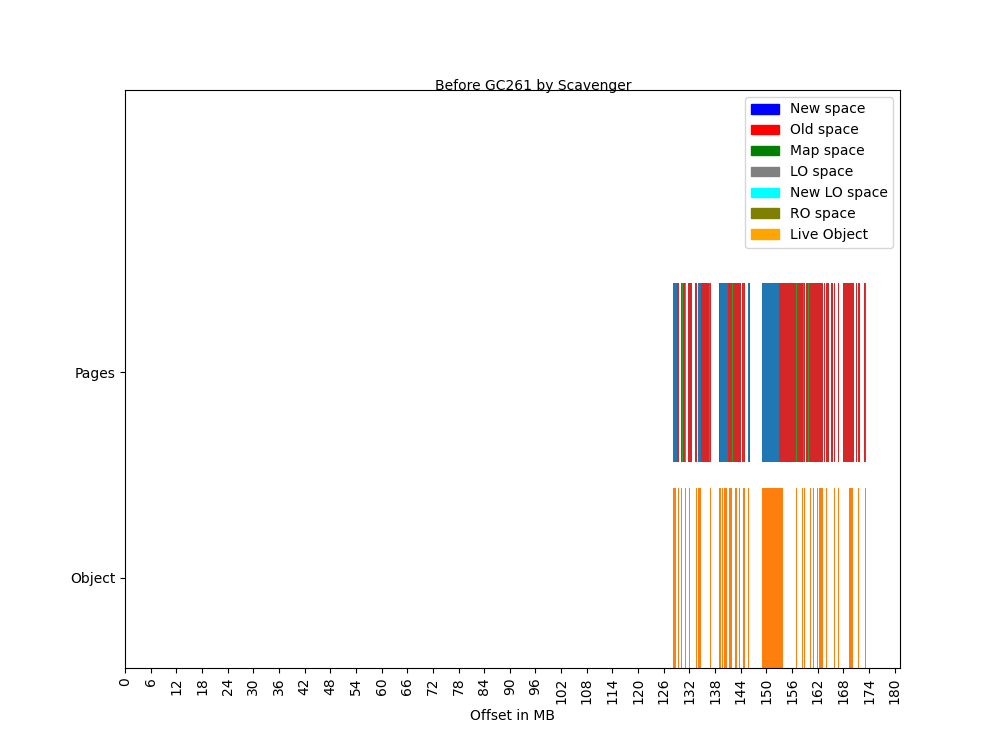 Before GC261 by Scavenger
New space
Old space
Map space
LO space
New LO space
RO space
Live Object
Pages
Object
0 6 12 18 24 30 36 42 48 54 60 66 72 78 84 90 96 102 108 114 120 126 132 138 144 150 156 162 168 174 180
Offset in MB